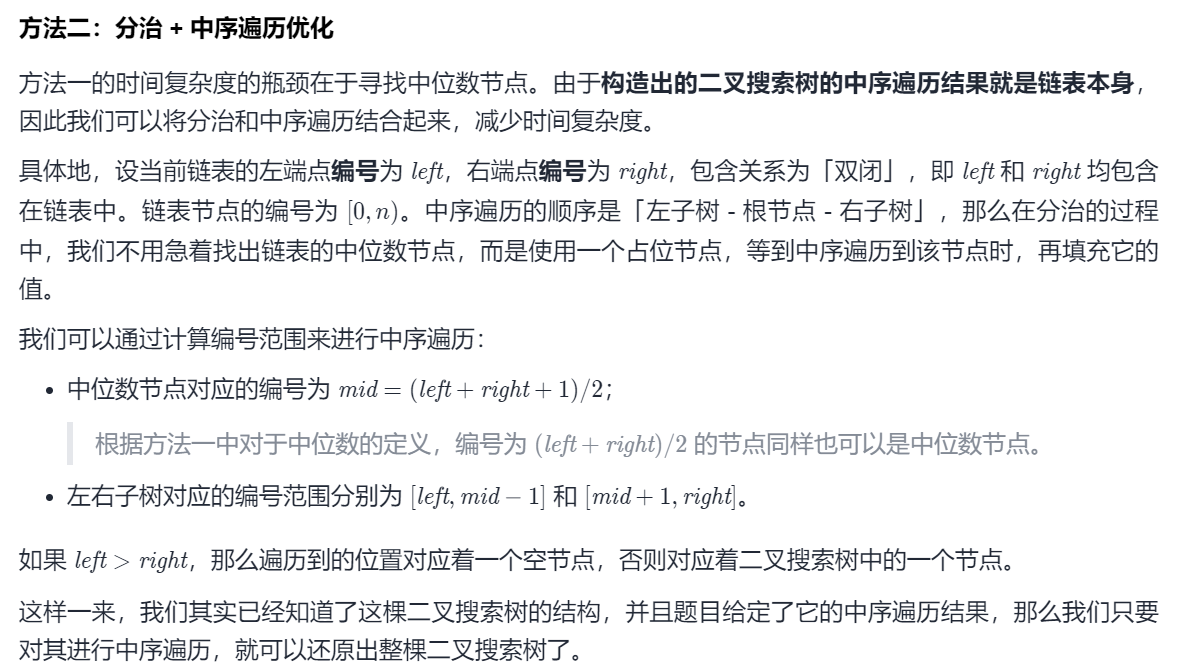 方法二：分治 + 中序遍历优化
方法一的时间复杂度的瓶颈在于寻找中位数节点。由于构造出的二叉搜索树的中序遍历结果就是链表本身，
因此我们可以将分治和中序遍历结合起来，减少时间复杂度。
具体地，设当前链表的左端点编号为 left，右端点编号为 right，包含关系为「双闭」，即 left 和 right 均包含
在链表中。链表节点的编号为 [0, n)。中序遍历的顺序是「左子树 - 根节点 - 右子树」，那么在分治的过程
中，我们不用急着找出链表的中位数节点，而是使用一个占位节点，等到中序遍历到该节点时，再填充它的
值。
我们可以通过计算编号范围来进行中序遍历：
• 中位数节点对应的编号为 mid = (left + right + 1)/2；
根据方法一中对于中位数的定义，编号为 (left + right)/2 的节点同样也可以是中位数节点。
• 左右子树对应的编号范围分别为 [left, mid − 1] 和 [mid + 1, right]。
如果 left > right，那么遍历到的位置对应着一个空节点，否则对应着二叉搜索树中的一个节点。
这样一来，我们其实已经知道了这棵二叉搜索树的结构，并且题目给定了它的中序遍历结果，那么我们只要
对其进行中序遍历，就可以还原出整棵二叉搜索树了。